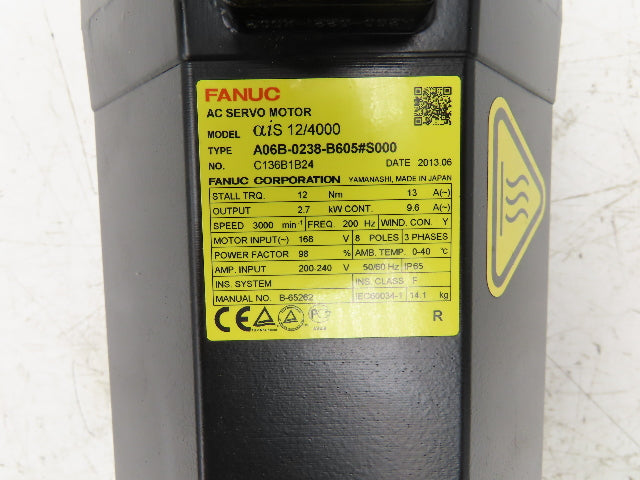 FANUC
AC SERVO MOTOR
MODEL αiS 12/4000
TYPE A06B-0238-B605#S000
NO. C136B1B24 DATE 2013.06
FANUC CORPORATION YAMANASHI, MADE IN JAPAN
STALL TRQ. 12 Nm 13 A(~)
OUTPUT 2.7 kW CONT. 9.6 A(~)
SPEED 3000 min⁻¹ FREQ. 200 Hz WIND. CON. Y
MOTOR INPUT(~) 168 V 8 POLES 3 PHASES
POWER FACTOR 98 % AMB. TEMP. 0-40 ℃
AMP. INPUT 200-240 V 50/60 Hz IP65
INS. SYSTEM INS. CLASS F
MANUAL NO. B-65262 IEC60034-1 14.1 kg
CE
R